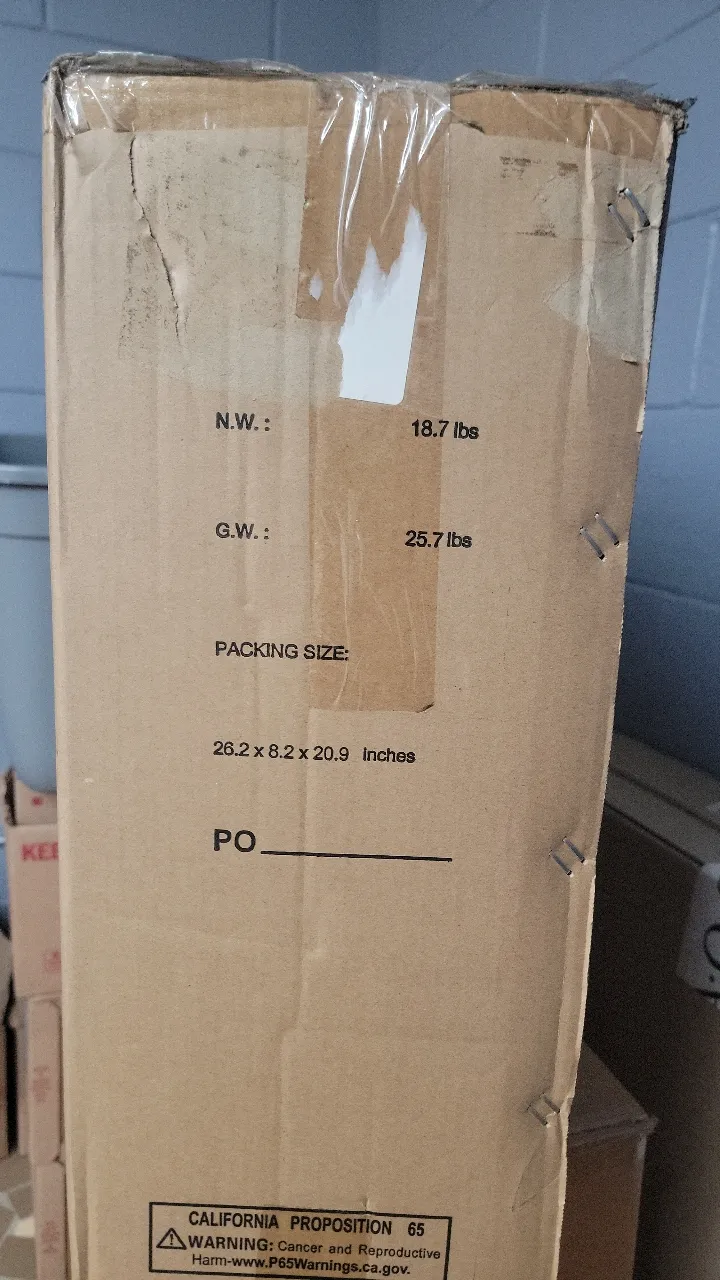 N.W. : 18.7 lbs
G.W. : 25.7 lbs
PACKING SIZE:
26.2 x 8.2 x 20.9 inches
PO
KEE
CALIFORNIA PROPOSITION 65
WARNING: Cancer and Reproductive
Harm-www.P65Warnings.ca.gov.